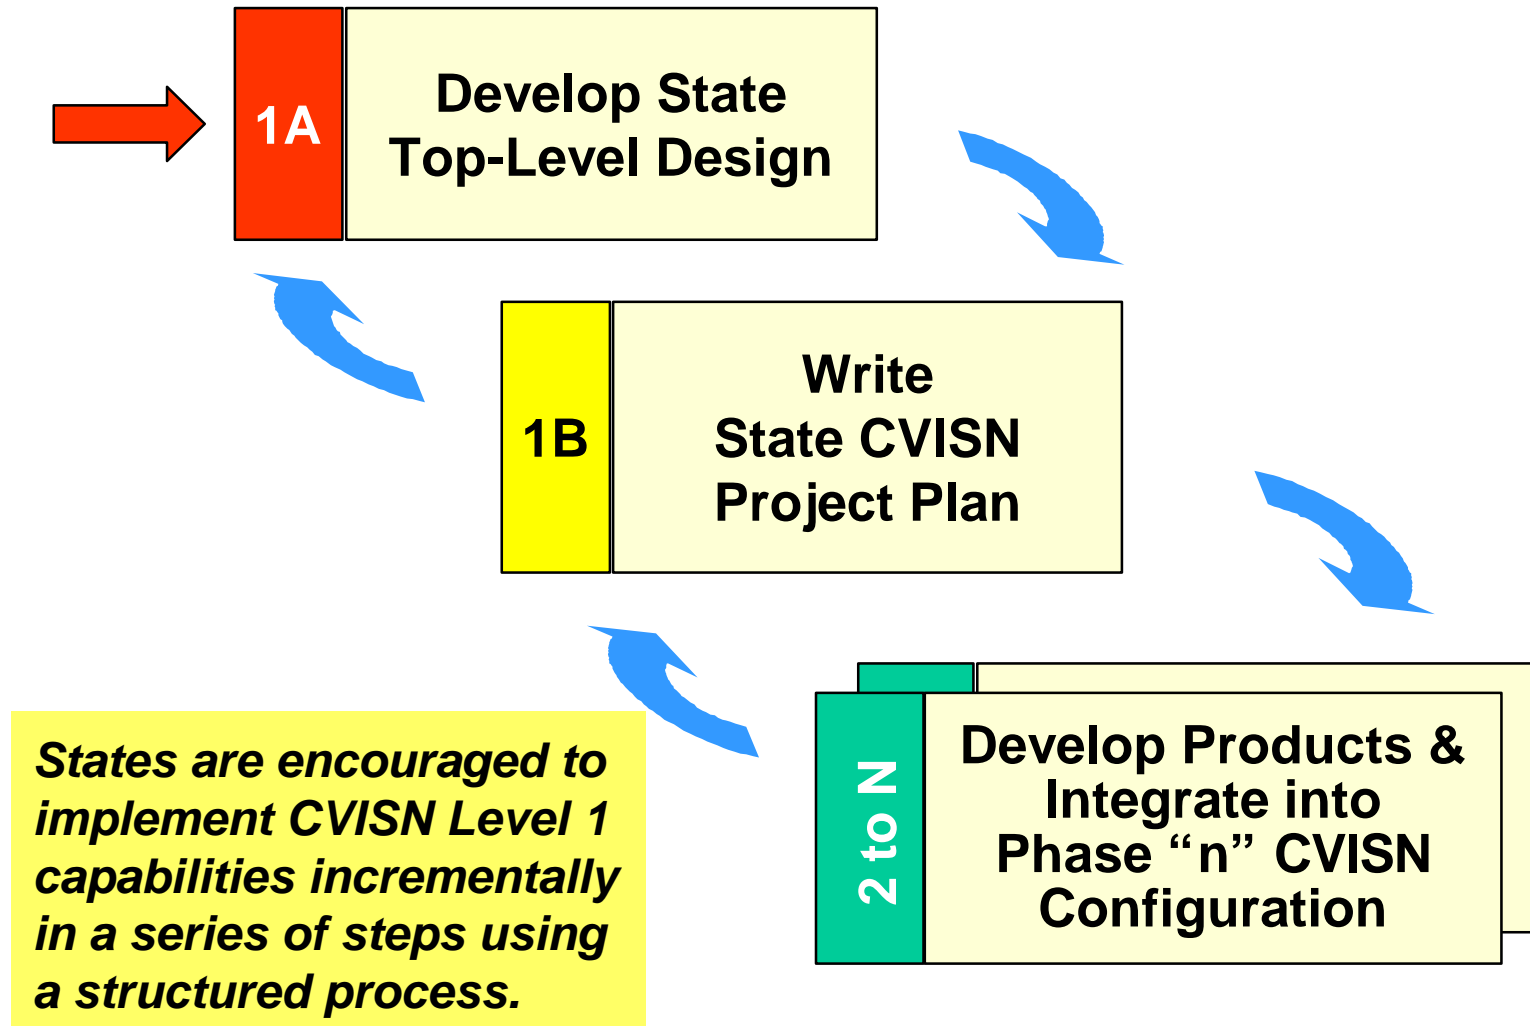 1A
Develop State
Top-Level Design
1B
Write
State CVISN
Project Plan
2 to N
Develop Products &
Integrate into
Phase “n” CVISN
Configuration
States are encouraged to
implement CVISN Level 1
capabilities incrementally
in a series of steps using
a structured process.